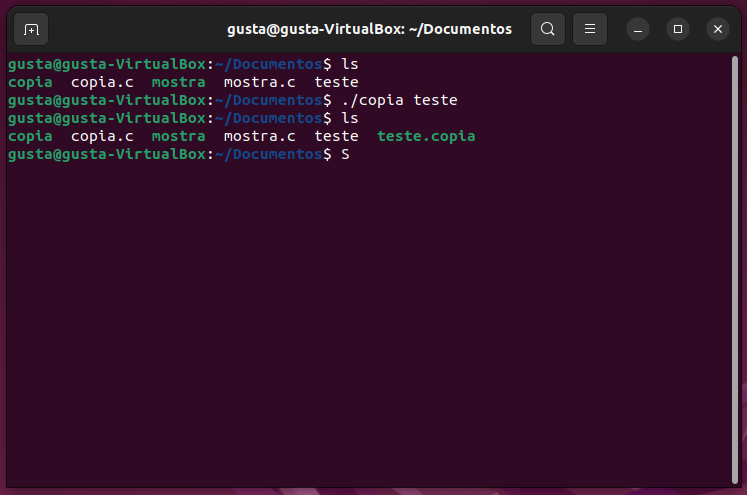 gusta@gusta-VirtualBox: ~/Documentos
gusta@gusta-VirtualBox:~/Documentos$ ls
copia  copia.c  mostra  mostra.c  teste
gusta@gusta-VirtualBox:~/Documentos$ ./copia teste
gusta@gusta-VirtualBox:~/Documentos$ ls
copia  copia.c  mostra  mostra.c  teste  teste.copia
gusta@gusta-VirtualBox:~/Documentos$ S